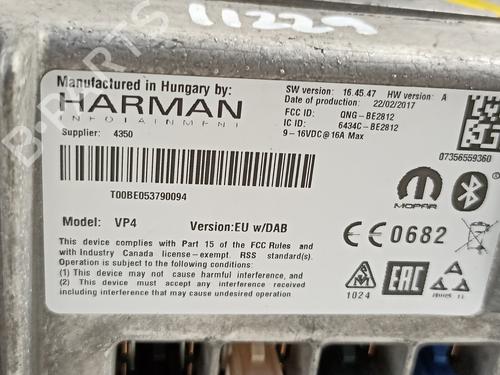 11229
Manufactured in Hungary by:
HARMAN
INFOTAINMENT
Supplier: 4350
SW version: 16.45.47 HW version: A
Date of production: 22/02/2017
FCC ID: QNG-BE2812
IC ID: 6434C-BE2812
9-16VDC@16A Max
07356559360
T00BE053790094
MOPAR
Model: VP4 Version:EU w/DAB
CE0682
This device complies with Part 15 of the FCC Rules and
with Industry Canada license-exempt. RSS standard(s).
Operation is subject to the following conditions:
(1) This device may not cause harmful interference, and
(2) This device must accept any interference received
including interference that may cause undesired operation
1024
EAC
B-PARTS